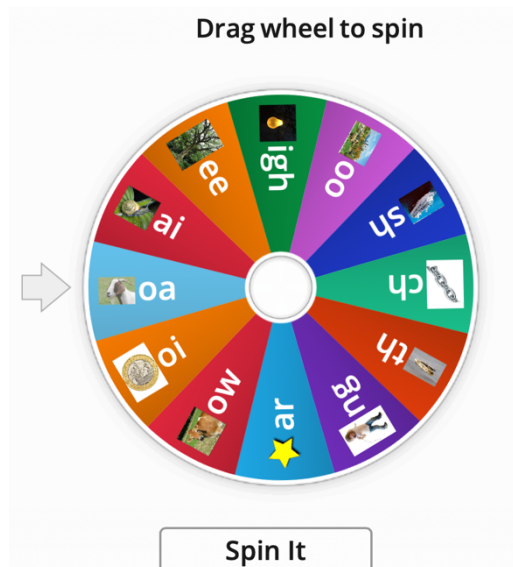 Drag wheel to spin
igh
oo
sh
ch
th
ng
ar
ow
oi
oa
ai
ee
Spin It